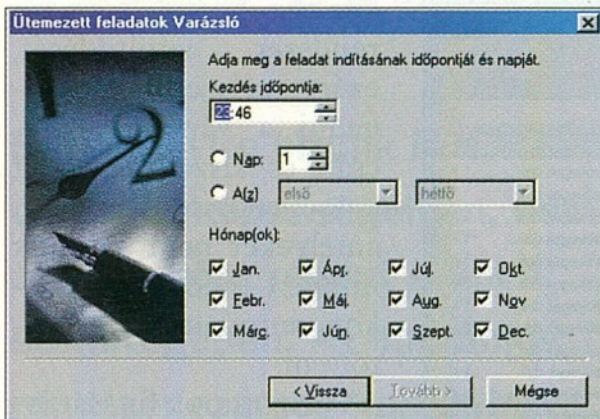 Ütemezett feladatok Varázsló
Adja meg a feladat indításának időpontját és napját.
Kezdés időpontja:
23:46
Nap: 1
A(z) első hétfő
Hónap(ok):
Jan. Ápr. Júl. Okt.
Febr. Máj. Aug. Nov
Márc. Jún. Szept. Dec.
< Vissza Tovább > Mégse